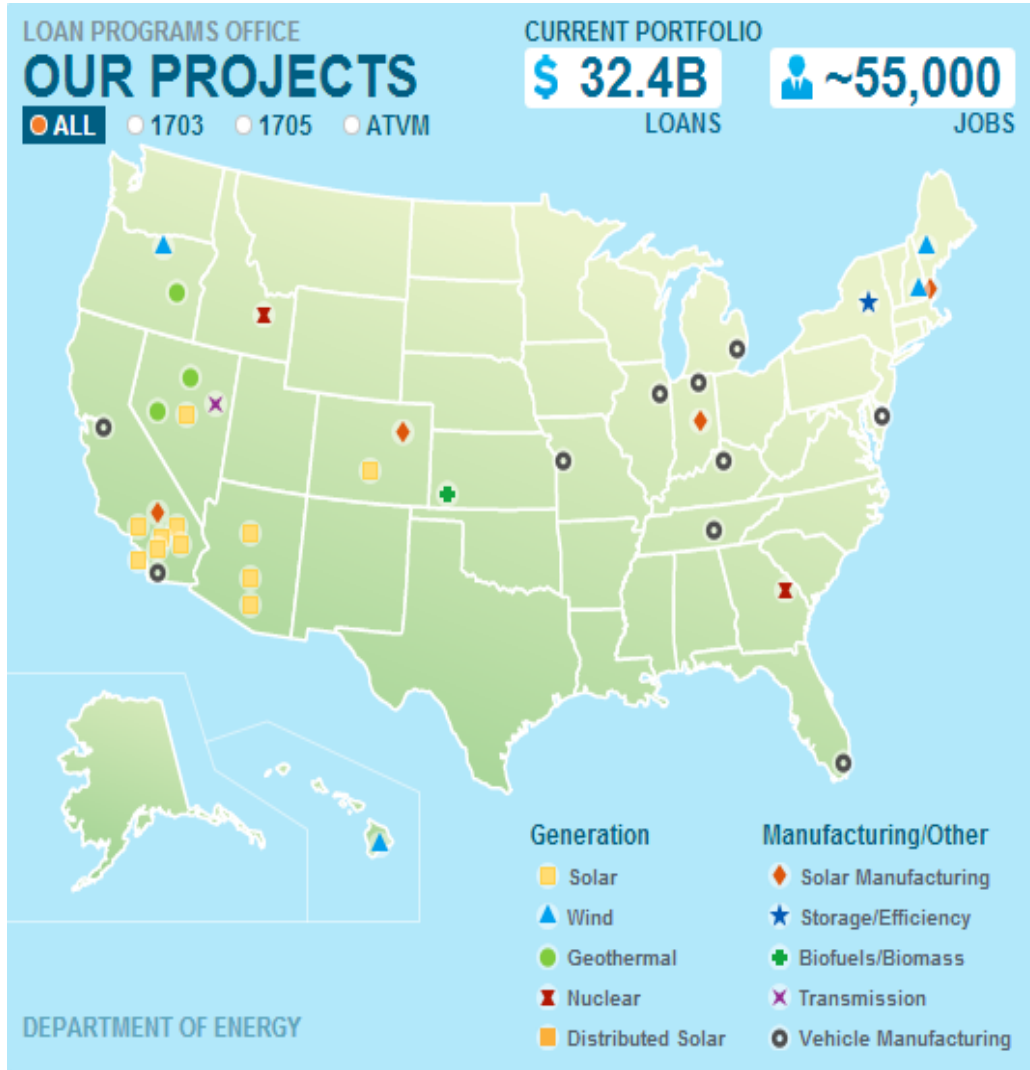 LOAN PROGRAMS OFFICE
OUR PROJECTS
ALL 1703 1705 ATVM
CURRENT PORTFOLIO
$ 32.4B
LOANS
~55,000
JOBS
Generation
Solar
Wind
Geothermal
Nuclear
Distributed Solar
Manufacturing/Other
Solar Manufacturing
Storage/Efficiency
Biofuels/Biomass
Transmission
Vehicle Manufacturing
DEPARTMENT OF ENERGY